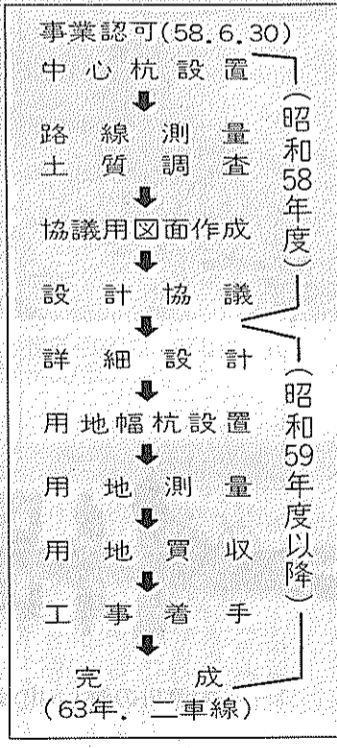 事業認可(58.6.30)
中心杭設置
路線測量
土質調査
協議用図面作成
設計協議
(昭和58年度)
詳細設計
用地幅杭設置
用地測量
用地買収
工事着手
完成
(63年.二車線)
(昭和59年度以降)